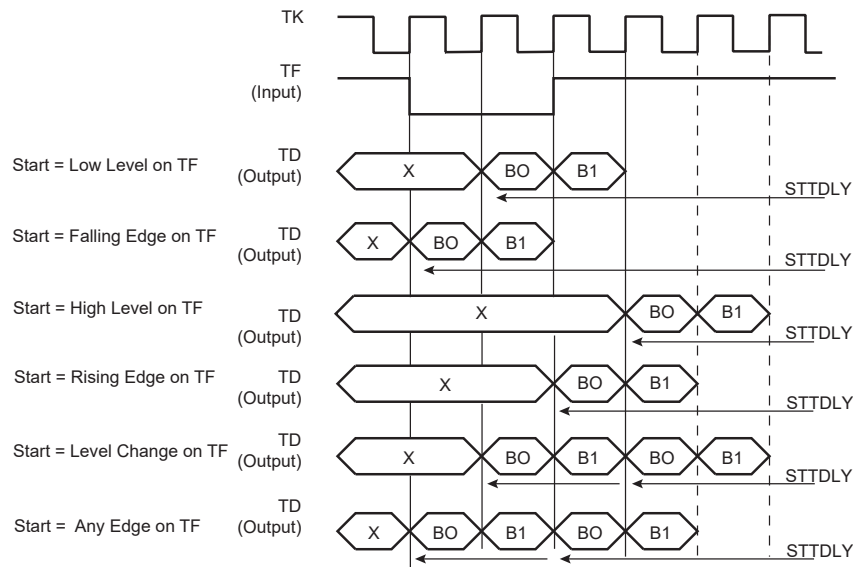 TK
TF
(Input)
Start = Low Level on TF
TD
(Output)
X
BO
B1
STTDLY
Start = Falling Edge on TF
TD
(Output)
X
BO
B1
STTDLY
Start = High Level on TF
TD
(Output)
X
BO
B1
STTDLY
Start = Rising Edge on TF
TD
(Output)
X
BO
B1
STTDLY
Start = Level Change on TF
TD
(Output)
X
BO
B1
BO
B1
STTDLY
Start = Any Edge on TF
TD
(Output)
X
BO
B1
BO
B1
STTDLY